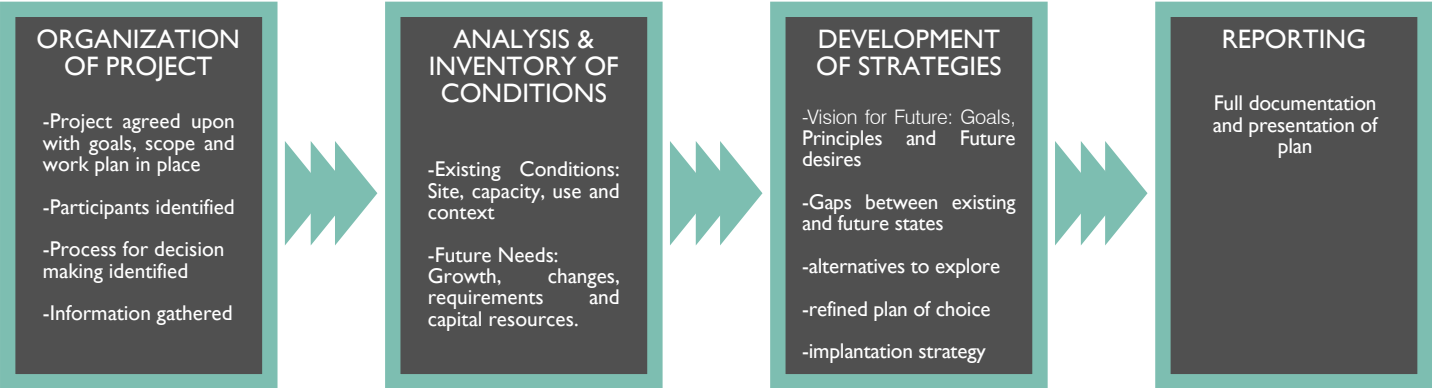 ORGANIZATION
OF PROJECT
-Project agreed upon
with goals, scope and
work plan in place
-Participants identified
-Process for decision
making identified
-Information gathered
ANALYSIS &
INVENTORY OF
CONDITIONS
-Existing Conditions:
Site, capacity, use and
context
-Future Needs:
Growth, changes,
requirements and
capital resources.
DEVELOPMENT
OF STRATEGIES
-Vision for Future: Goals,
Principles and Future
desires
-Gaps between existing
and future states
-alternatives to explore
-refined plan of choice
-implantation strategy
REPORTING
Full documentation
and presentation of
plan